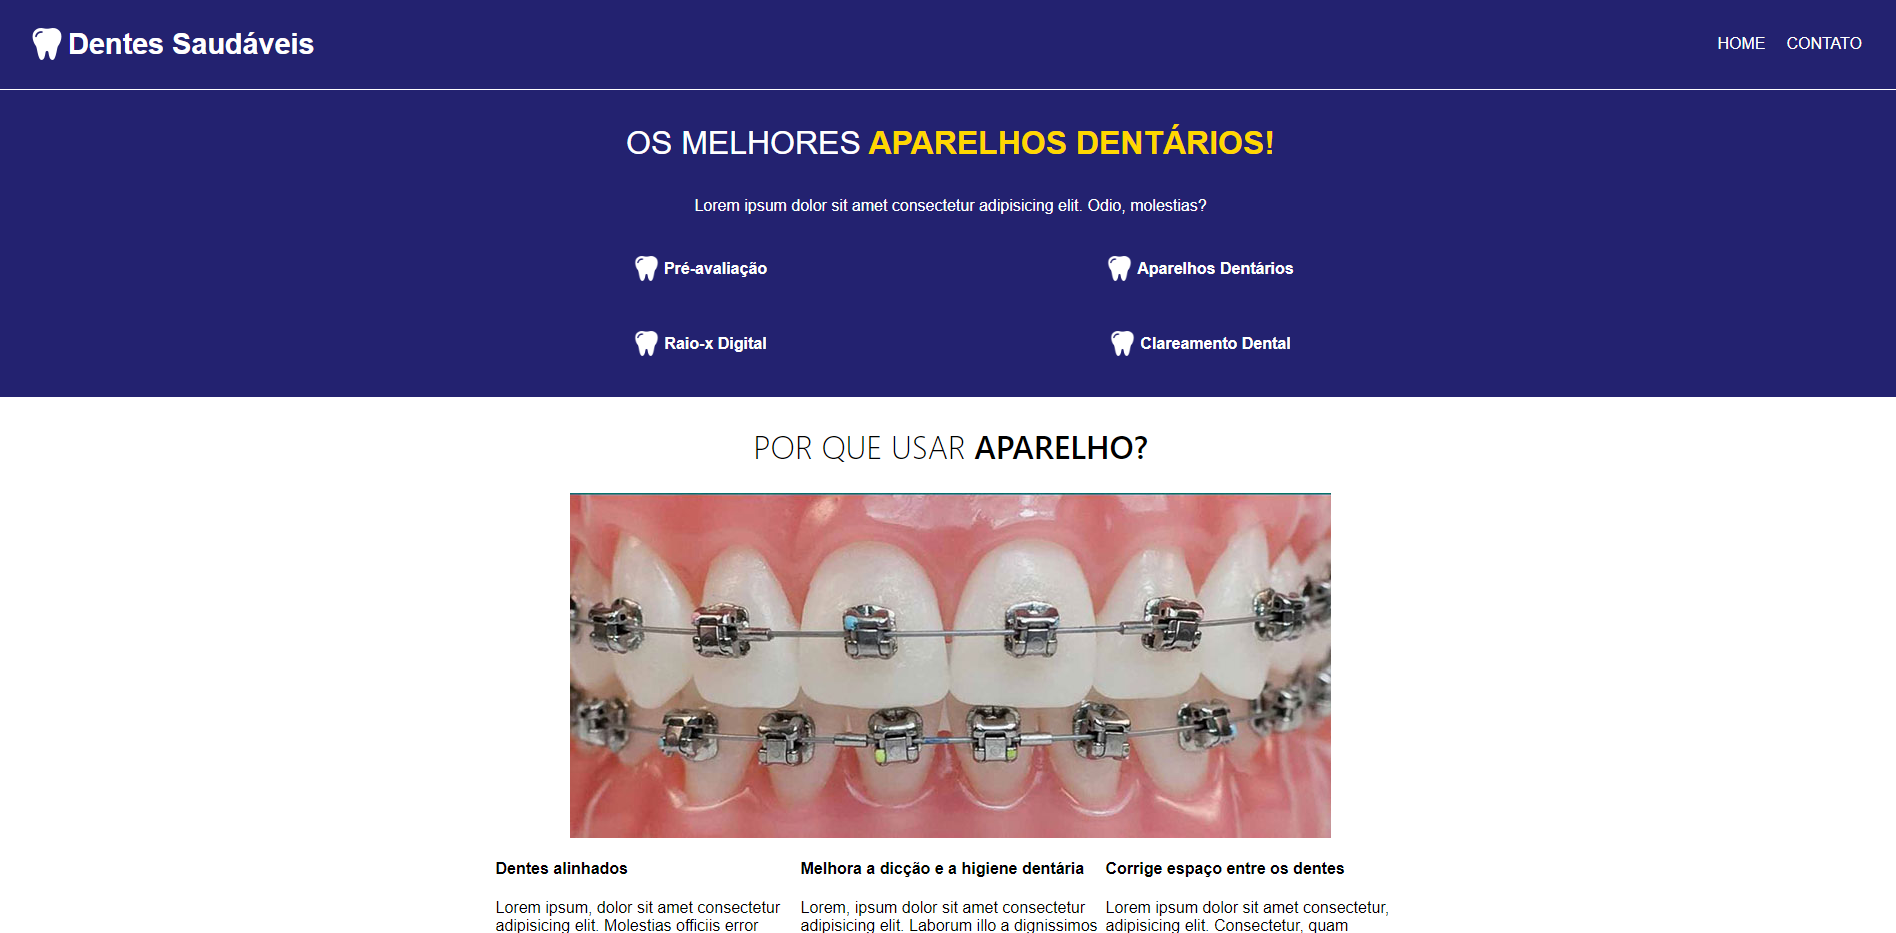 Dentes Saudáveis
HOME CONTATO
OS MELHORES APARELHOS DENTÁRIOS!
Lorem ipsum dolor sit amet consectetur adipisicing elit. Odio, molestias?
Pré-avaliação
Aparelhos Dentários
Raio-x Digital
Clareamento Dental
POR QUE USAR APARELHO?
Dentes alinhados
Lorem ipsum, dolor sit amet consectetur
adipisicing elit. Molestias officiis error
Melhora a dicção e a higiene dentária
Lorem, ipsum dolor sit amet consectetur
adipisicing elit. Laborum illo a dignissimos
Corrige espaço entre os dentes
Lorem ipsum dolor sit amet consectetur,
adipisicing elit. Consectetur, quam